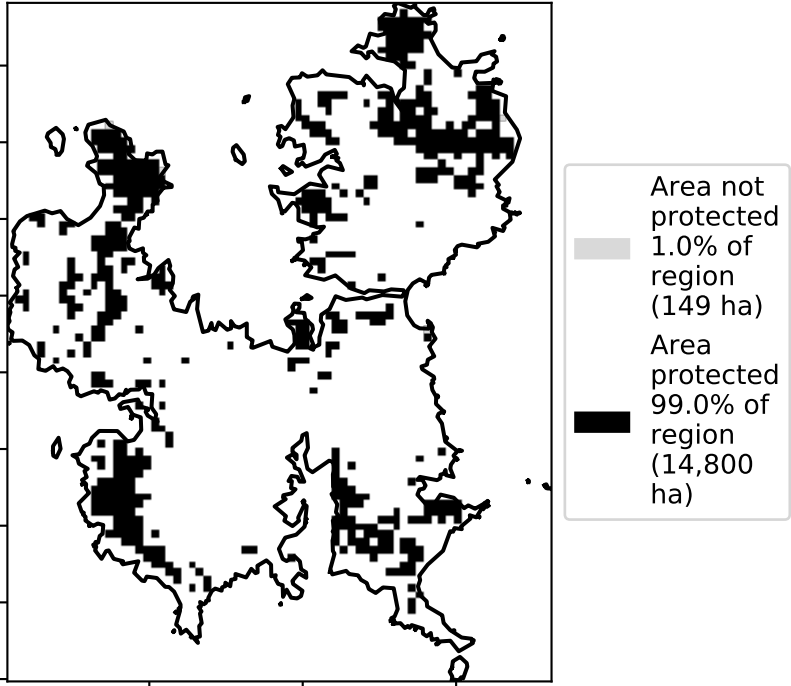 Area not
protected
1.0% of
region
(149 ha)
Area
protected
99.0% of
region
(14,800
ha)